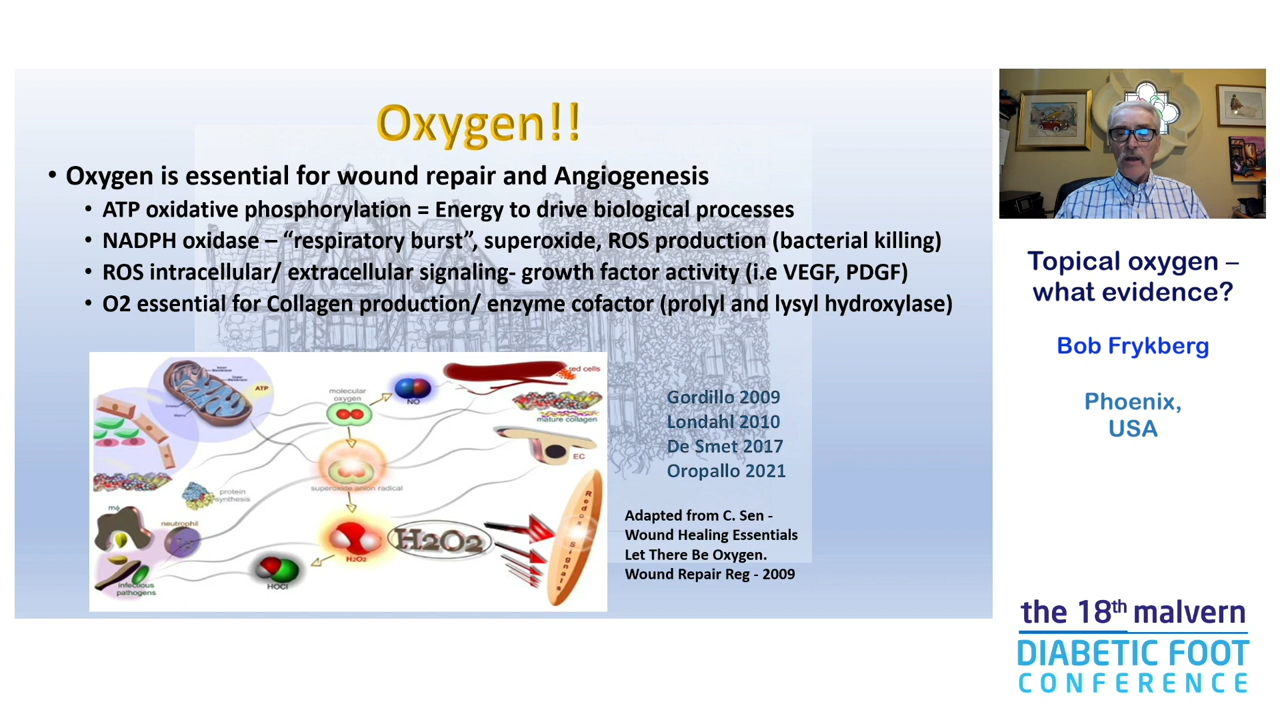 Oxygen!!
• Oxygen is essential for wound repair and Angiogenesis
• ATP oxidative phosphorylation = Energy to drive biological processes
• NADPH oxidase – “respiratory burst”, superoxide, ROS production (bacterial killing)
• ROS intracellular/ extracellular signaling- growth factor activity (i.e VEGF, PDGF)
• O2 essential for Collagen production/ enzyme cofactor (prolyl and lysyl hydroxylase)
ATP
molecular
oxygen
NO
red cells
mature collagen
EC
superoxide anion radical
protein
synthesis
mø
neutrophil
infectious
pathogens
H2O2
H2O2
HOCl
Redox Signals
Gordillo 2009
Londahl 2010
De Smet 2017
Oropallo 2021
Adapted from C. Sen -
Wound Healing Essentials
Let There Be Oxygen.
Wound Repair Reg - 2009
Topical oxygen –
what evidence?
Bob Frykberg
Phoenix,
USA
the 18th malvern
DIABETIC FOOT
CONFERENCE